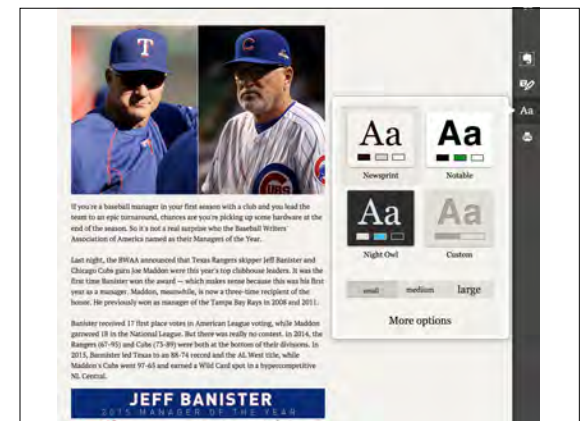 T
C
CUBS
If you're a baseball manager in your first season with a club and you lead the
team to an epic turnaround, chances are you're picking up some hardware at the
end of the season. So it's not a real surprise who the Baseball Writers'
Association of America named as their Managers of the Year.
Last night, the BWAA announced that Texas Rangers skipper Jeff Banister and
Chicago Cubs guru Joe Maddon were this year's top clubhouse leaders. It was the
first time Banister won the award — which makes sense because this was his first
year as a manager. Maddon, meanwhile, is now a three-time recipient of the
honor. He previously won as manager of the Tampa Bay Rays in 2008 and 2011.
Banister received 17 first place votes in American League voting, while Maddon
garnered 18 in the National League. But there was really no contest. In 2014, the
Rangers (67-95) and Cubs (73-89) were both at the bottom of their divisions. In
2015, Bannister led Texas to an 88-74 record and the AL West title, while
Maddon's Cubs went 97-65 and earned a Wild Card spot in a hypercompetitive
NL Central.
JEFF BANISTER
2015 MANAGER OF THE YEAR
Aa
Aa
Newsprint
Aa
Notable
Aa
Night Owl
Aa
Custom
small
medium
large
More options